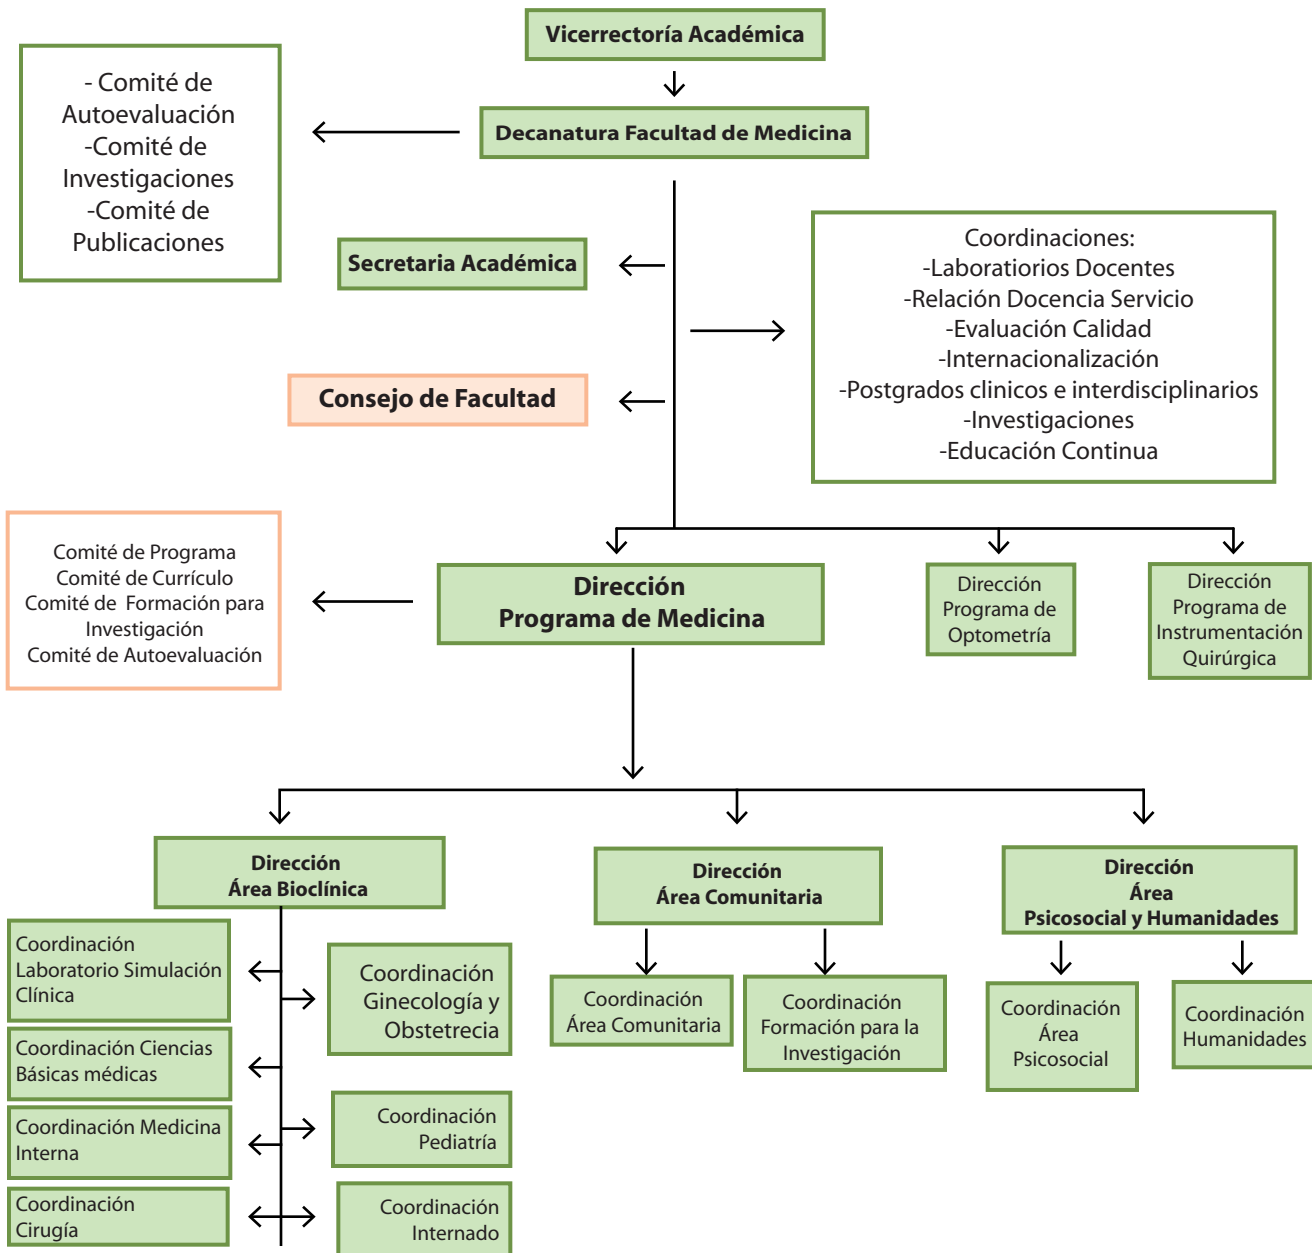 Vicerrectoría Académica
- Comité de
Autoevaluación
-Comité de
Investigaciones
-Comité de
Publicaciones
Decanatura Facultad de Medicina
Secretaria Académica
Coordinaciones:
-Laboratiorios Docentes
-Relación Docencia Servicio
-Evaluación Calidad
-Internacionalización
-Postgrados clinicos e interdisciplinarios
-Investigaciones
-Educación Continua
Consejo de Facultad
Comité de Programa
Comité de Currículo
Comité de Formación para
Investigación
Comité de Autoevaluación
Dirección
Programa de Medicina
Dirección
Programa de
Optometría
Dirección
Programa de
Instrumentación
Quirúrgica
Dirección
Área Bioclínica
Dirección
Área Comunitaria
Dirección
Área
Psicosocial y Humanidades
Coordinación
Laboratorio Simulación
Clínica
Coordinación
Ginecología y
Obstetrecia
Coordinación Ciencias
Básicas médicas
Coordinación Medicina
Interna
Coordinación
Pediatría
Coordinación
Cirugía
Coordinación
Internado
Coordinación
Área Comunitaria
Coordinación
Formación para la
Investigación
Coordinación
Área
Psicosocial
Coordinación
Humanidades